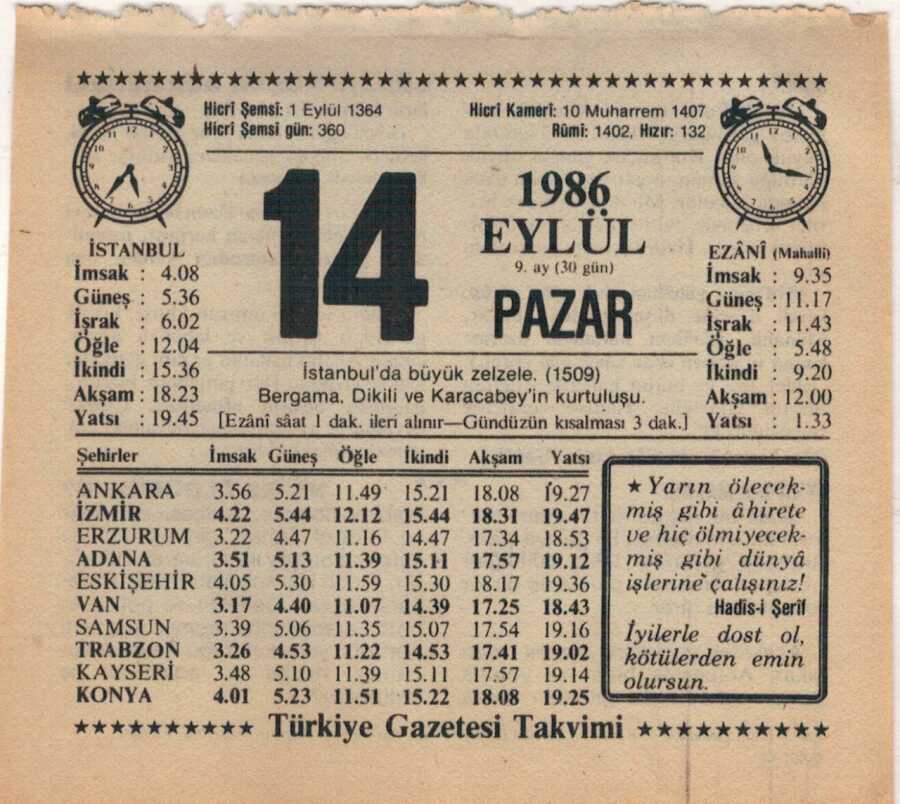 ★★★★★★★★★★★★★★★★★★★★★★★★★★★★★★★★★★★★★★★★
Hicrî Şemsî: 1 Eylül 1364
Hicrî Şemsî gün: 360
Hicrî Kamerî: 10 Muharrem 1407
Rûmî: 1402, Hızır: 132
14
1986
EYLÜL
9. ay (30 gün)
PAZAR
İSTANBUL
İmsak : 4.08
Güneş : 5.36
İşrak : 6.02
Öğle : 12.04
İkindi : 15.36
Akşam : 18.23
Yatsı : 19.45
EZÂNÎ (Mahallî)
İmsak : 9.35
Güneş : 11.17
İşrak : 11.43
Öğle : 5.48
İkindi : 9.20
Akşam : 12.00
Yatsı : 1.33
İstanbul'da büyük zelzele. (1509)
Bergama. Dikili ve Karacabey'in kurtuluşu.
[Ezânî sâat 1 dak. ileri alınır—Gündüzün kısalması 3 dak.]
Şehirler İmsak Güneş Öğle İkindi Akşam Yatsı
ANKARA 3.56 5.21 11.49 15.21 18.08 19.27
İZMİR 4.22 5.44 12.12 15.44 18.31 19.47
ERZURUM 3.22 4.47 11.16 14.47 17.34 18.53
ADANA 3.51 5.13 11.39 15.11 17.57 19.12
ESKİŞEHİR 4.05 5.30 11.59 15.30 18.17 19.36
VAN 3.17 4.40 11.07 14.39 17.25 18.43
SAMSUN 3.39 5.06 11.35 15.07 17.54 19.16
TRABZON 3.26 4.53 11.22 14.53 17.41 19.02
KAYSERİ 3.48 5.10 11.39 15.11 17.57 19.14
KONYA 4.01 5.23 11.51 15.22 18.08 19.25
★ Yarın ölecek-
miş gibi âhirete
ve hiç ölmiyecek-
miş gibi dünyâ
işlerine çalışınız!
Hadîs-i Şerîf
İyilerle dost ol,
kötülerden emin
olursun.
★★★★★★★★★★ Türkiye Gazetesi Takvimi ★★★★★★★★★★